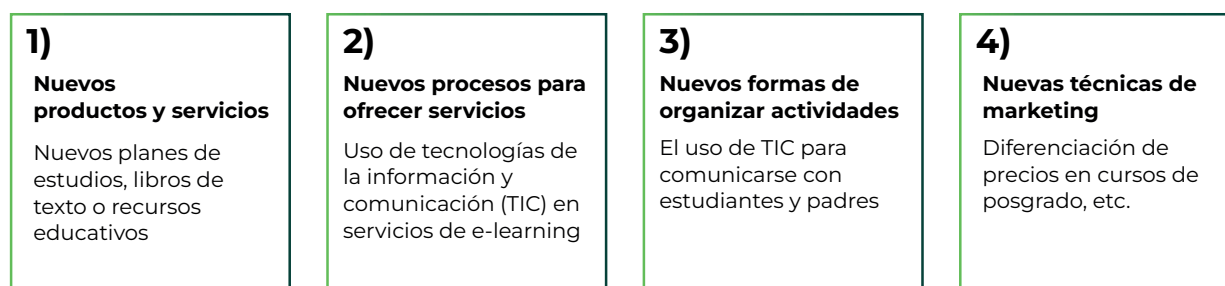 1)
Nuevos
productos y servicios
Nuevos planes de
estudios, libros de
texto o recursos
educativos
2)
Nuevos procesos para
ofrecer servicios
Uso de tecnologías de
la información y
comunicación (TIC) en
servicios de e-learning
3)
Nuevos formas de
organizar actividades
El uso de TIC para
comunicarse con
estudiantes y padres
4)
Nuevas técnicas de
marketing
Diferenciación de
precios en cursos de
posgrado, etc.